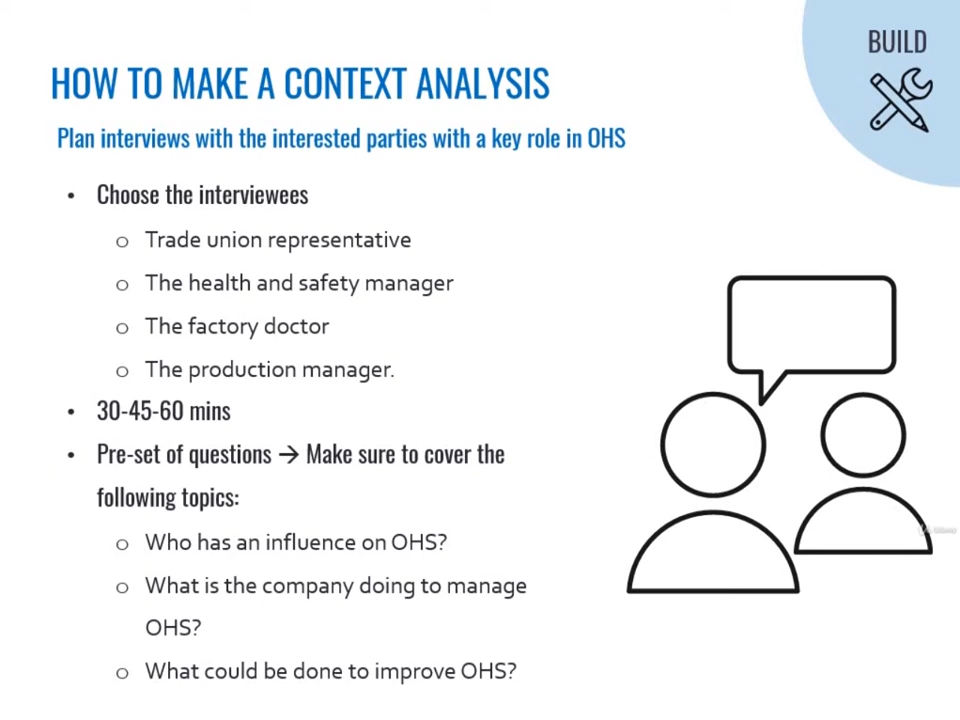 BUILD
HOW TO MAKE A CONTEXT ANALYSIS
Plan interviews with the interested parties with a key role in OHS
• Choose the interviewees
o Trade union representative
o The health and safety manager
o The factory doctor
o The production manager.
• 30-45-60 mins
• Pre-set of questions → Make sure to cover the
following topics:
o Who has an influence on OHS?
o What is the company doing to manage
OHS?
o What could be done to improve OHS?